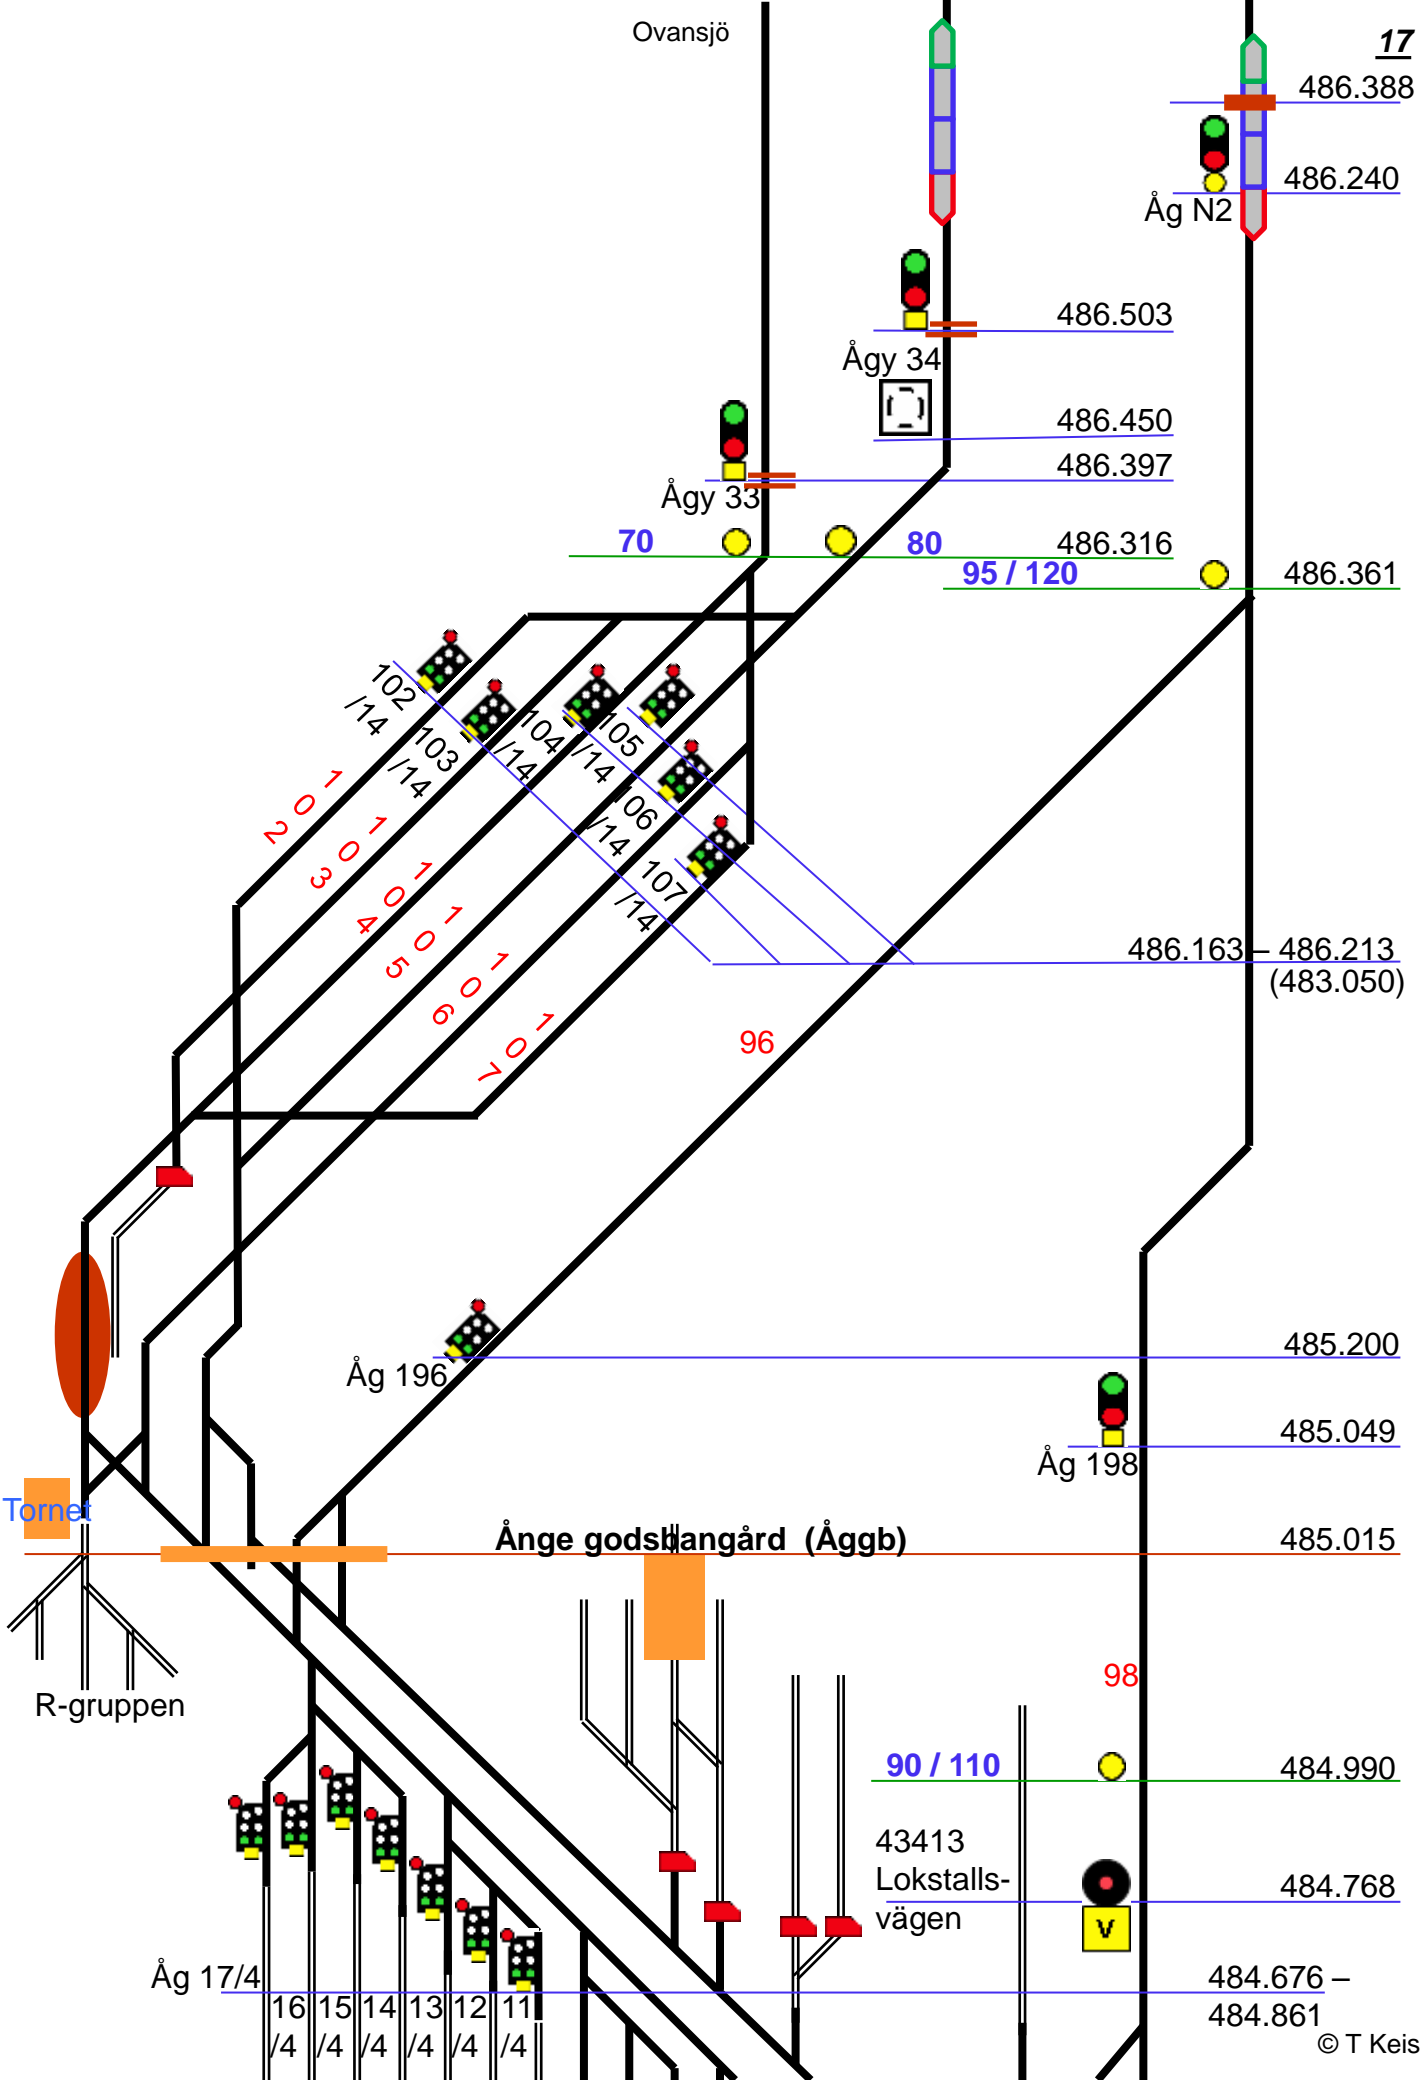 Ovansjö
17
486.388
486.240
Åg N2
486.503
Ågy 34
486.450
486.397
Ågy 33
70
80
486.316
95 / 120
486.361
102
/14
103
/14
104
/14
105
/14
106
/14
107
/14
102
103
104
105
106
107
486.163 – 486.213
(483.050)
96
485.200
Åg 196
485.049
Åg 198
Tornet
Ånge godsbangård (Åggb)
485.015
98
R-gruppen
90 / 110
484.990
43413
Lokstalls-
vägen
484.768
V
Åg 17/4
484.676 –
484.861
16 15 14 13 12 11
/4 /4 /4 /4 /4 /4
© T Keis